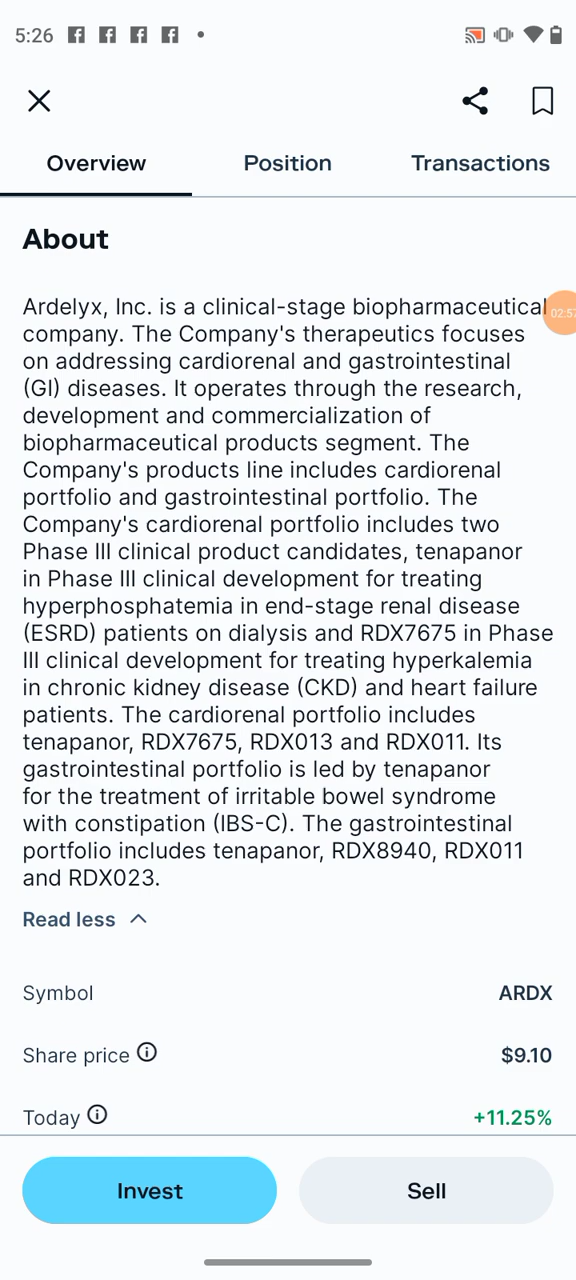 5:26
Overview Position Transactions
About
Ardelyx, Inc. is a clinical-stage biopharmaceutical
02:57
company. The Company's therapeutics focuses
on addressing cardiorenal and gastrointestinal
(GI) diseases. It operates through the research,
development and commercialization of
biopharmaceutical products segment. The
Company's products line includes cardiorenal
portfolio and gastrointestinal portfolio. The
Company's cardiorenal portfolio includes two
Phase III clinical product candidates, tenapanor
in Phase III clinical development for treating
hyperphosphatemia in end-stage renal disease
(ESRD) patients on dialysis and RDX7675 in Phase
III clinical development for treating hyperkalemia
in chronic kidney disease (CKD) and heart failure
patients. The cardiorenal portfolio includes
tenapanor, RDX7675, RDX013 and RDX011. Its
gastrointestinal portfolio is led by tenapanor
for the treatment of irritable bowel syndrome
with constipation (IBS-C). The gastrointestinal
portfolio includes tenapanor, RDX8940, RDX011
and RDX023.
Read less
Symbol ARDX
Share price $9.10
Today +11.25%
Invest Sell